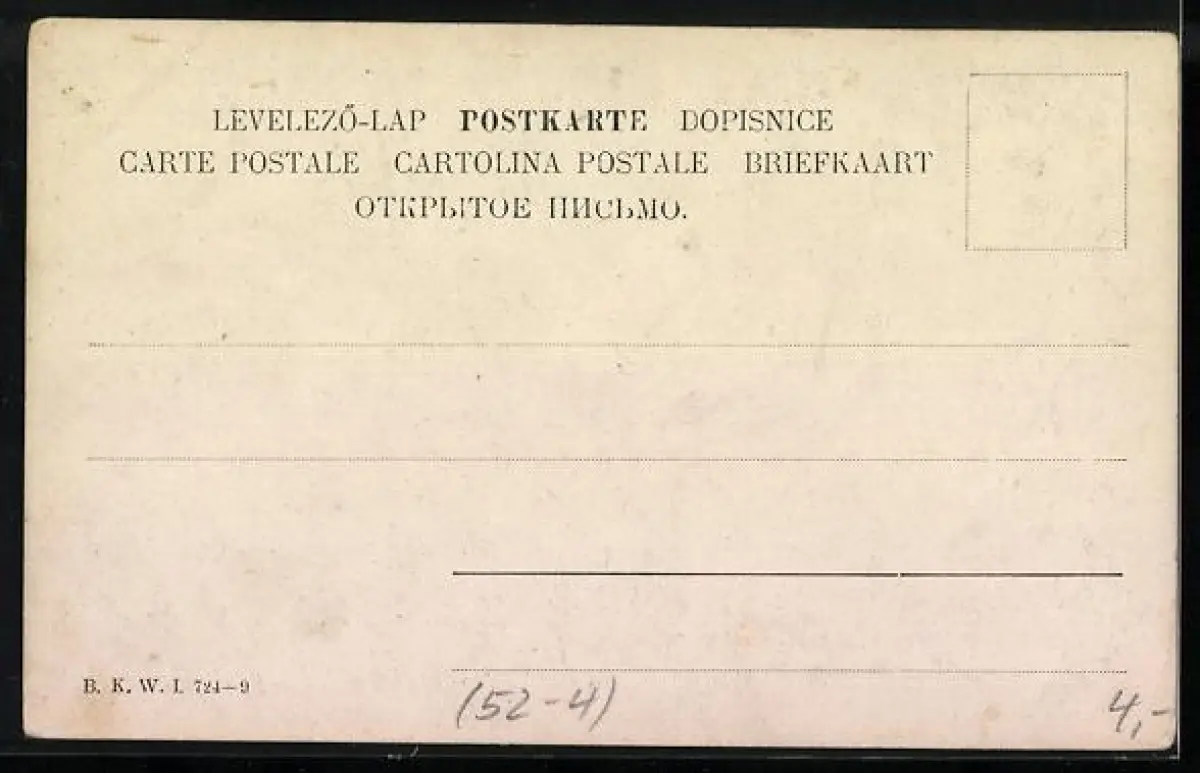 LEVELEZŐ-LAP POSTKARTE DOPISNICE
CARTE POSTALE CARTOLINA POSTALE BRIEFKAART
ОТКРЫТОЕ ПИСЬМО.
B. K. W. I. 724—9
(52-4)
4,-